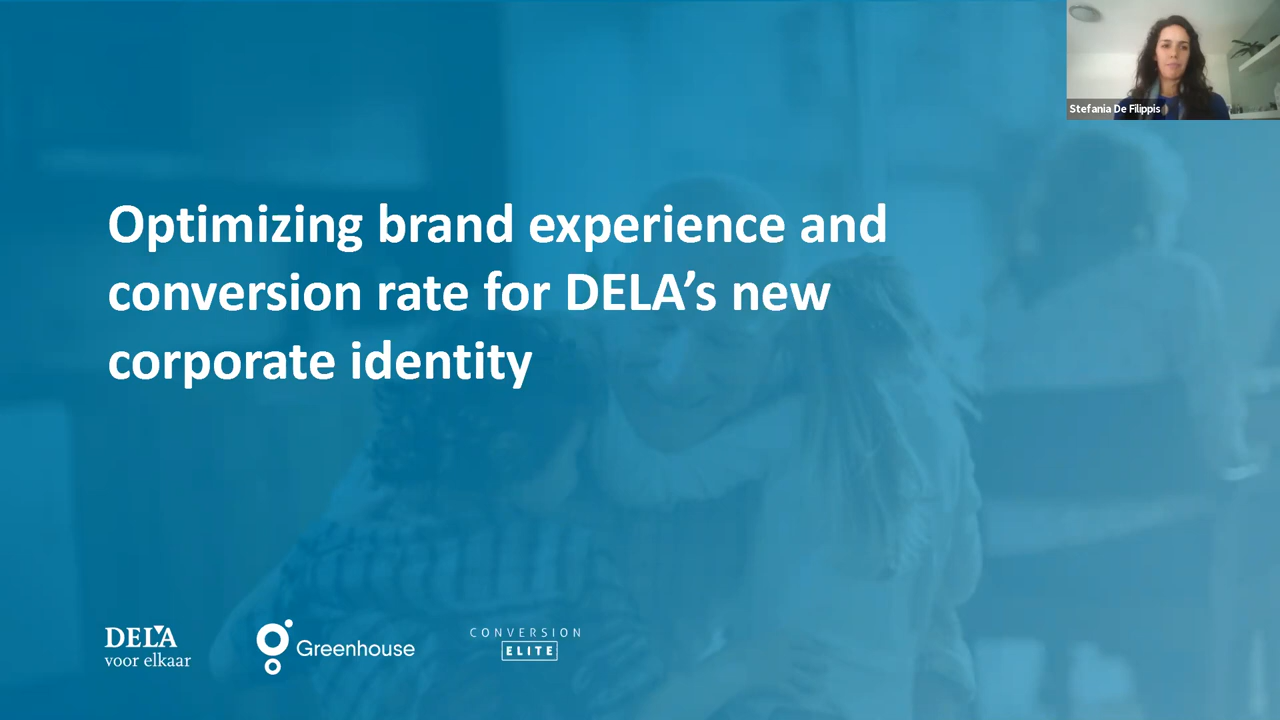 Stefania De Filippis
Optimizing brand experience and
conversion rate for DELA’s new
corporate identity
DELA
voor elkaar
Greenhouse
CONVERSION
ELITE